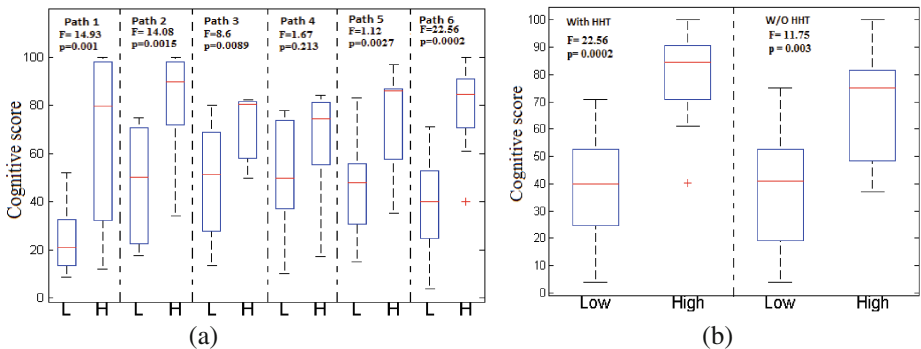 Path 1 Path 2 Path 3 Path 4 Path 5 Path 6
F= 14.93 F= 14.08 F=8.6 F=1.67 F=1.12 F=22.56
p=0.001 p=0.0015 p=0.0089 p=0.213 p=0.0027 p=0.0002
100
80
60
40
20
0
Cognitive score
L H L H L H L H L H L H
(a)
With HHT W/O HHT
F= 22.56 F= 11.75
p= 0.0002 p = 0.003
100
90
80
70
60
50
40
30
20
10
0
Cognitive score
Low High Low High
(b)